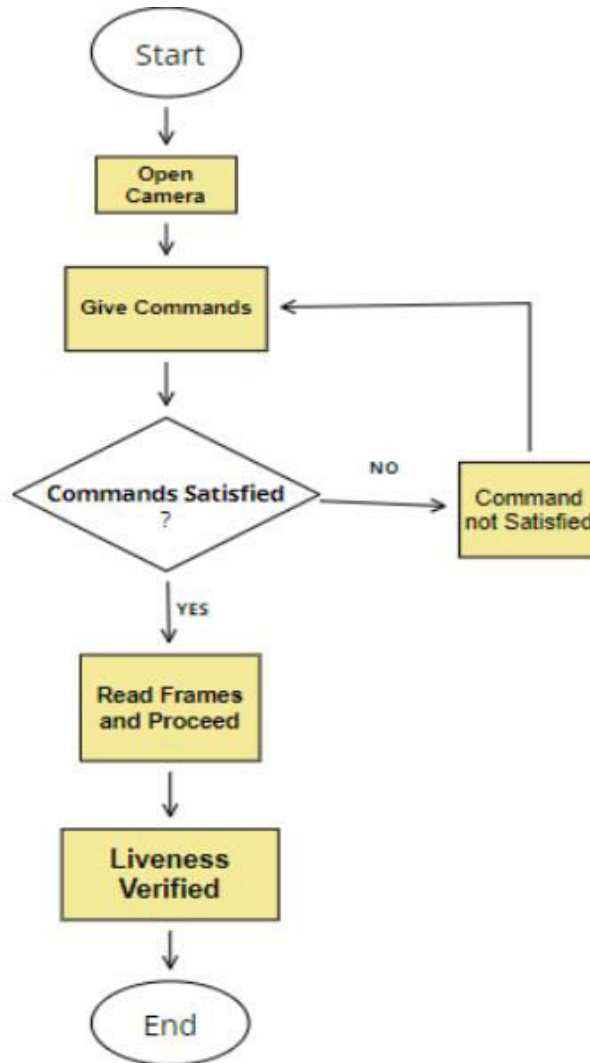 Start
Open
Camera
Give Commands
Commands Satisfied
?
NO
Command
not Satisfied
YES
Read Frames
and Proceed
Liveness
Verified
End